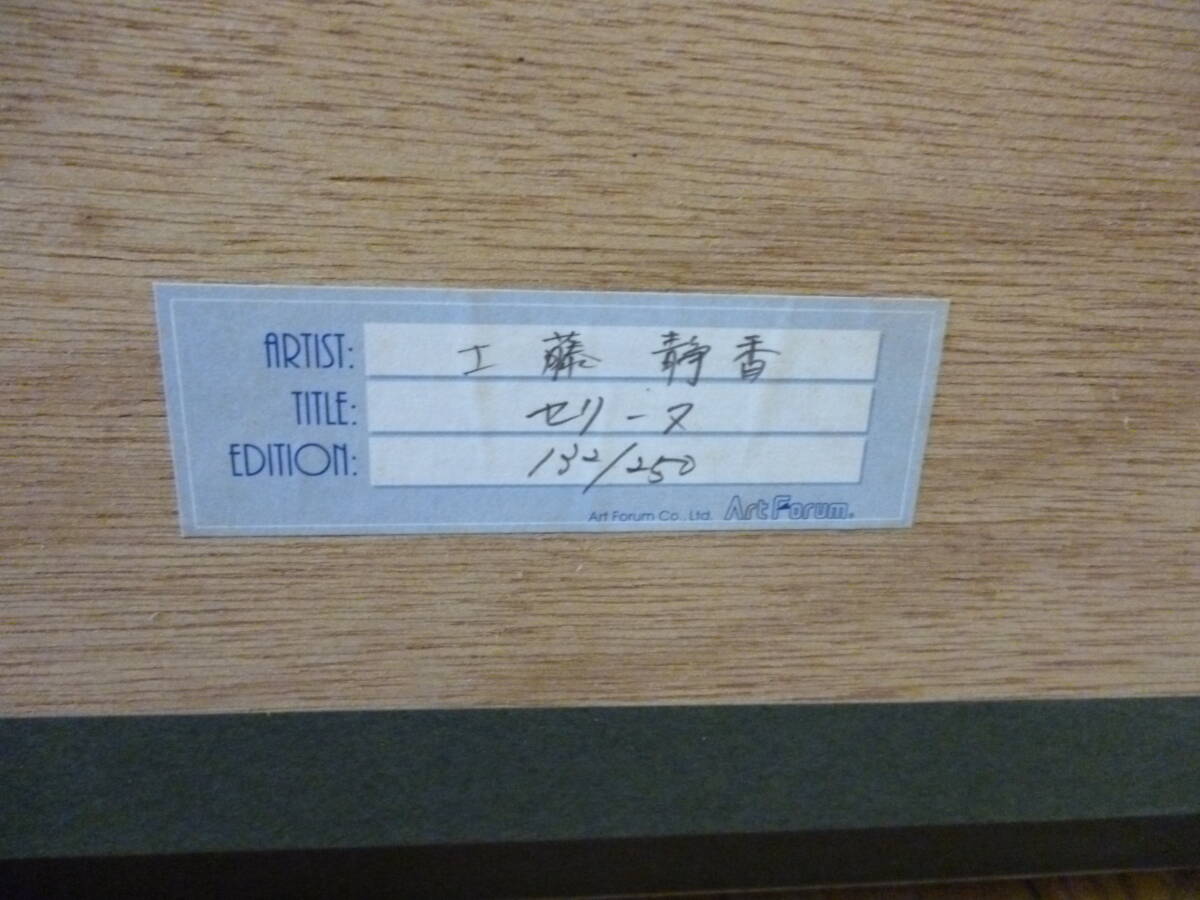 ARTIST: 工藤 静香
TITLE: セリーヌ
EDITION: 132/250
Art Forum Co., Ltd. Art Forum.